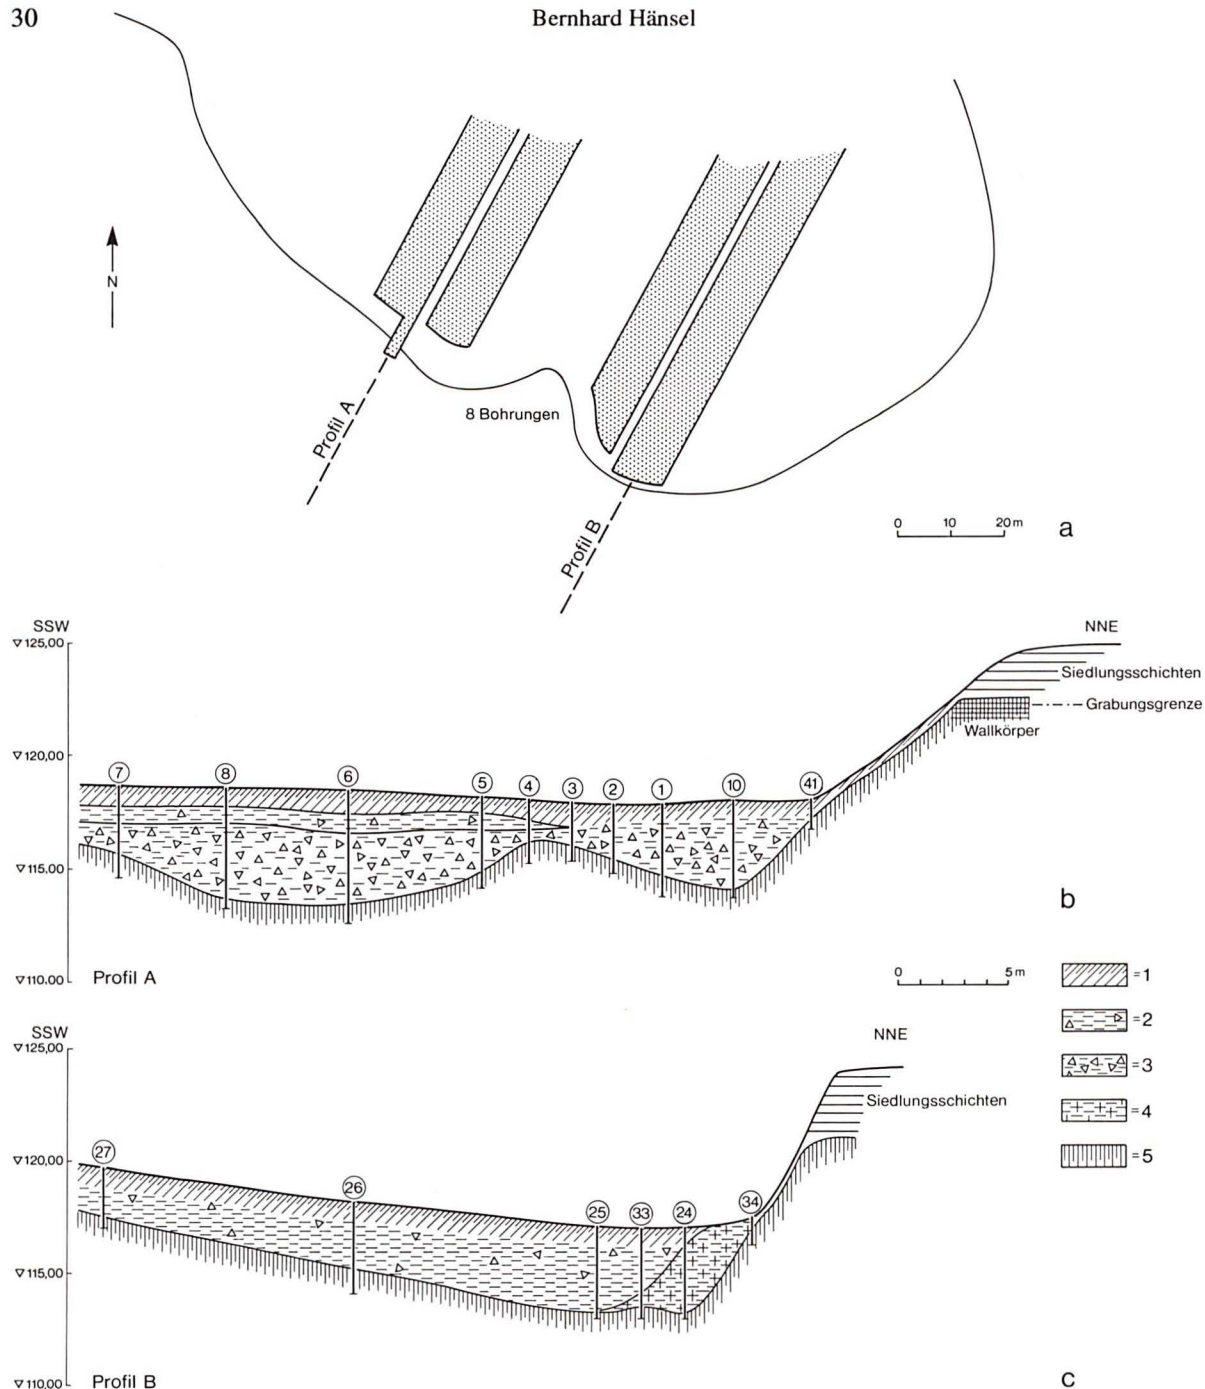 30
Bernhard Hänsel
N
Profil A
8 Bohrungen
Profil B
0 10 20 m
a
SSW
NNE
▽125,00
Siedlungsschichten
Grabungsgrenze
Wallkörper
▽120,00
7 8 6 5 4 3 2 1 10 41
▽115,00
b
▽110.00
Profil A
0 5 m
=1
=2
=3
=4
=5
SSW
NNE
▽125,00
Siedlungsschichten
▽120,00
27 26 25 33 24 34
▽115,00
▽110,00
Profil B
c